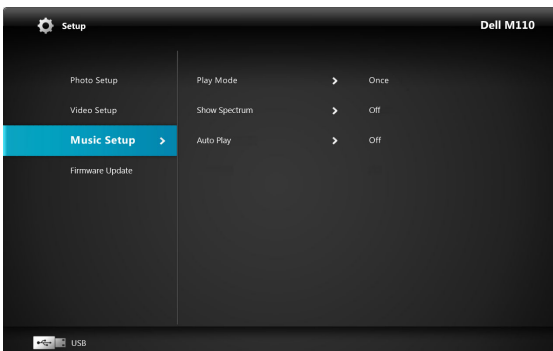 Setup
Dell M110
Photo Setup
Play Mode
Once
Video Setup
Show Spectrum
Off
Music Setup
Auto Play
Off
Firmware Update
USB